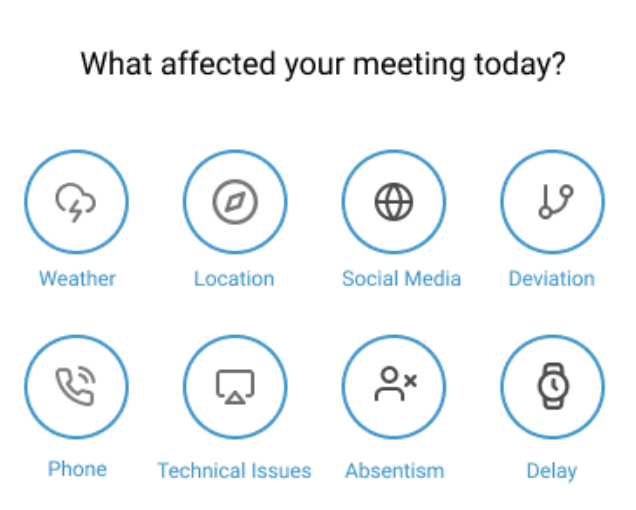 What affected your meeting today?
Weather Location Social Media Deviation
Phone Technical Issues Absentism Delay